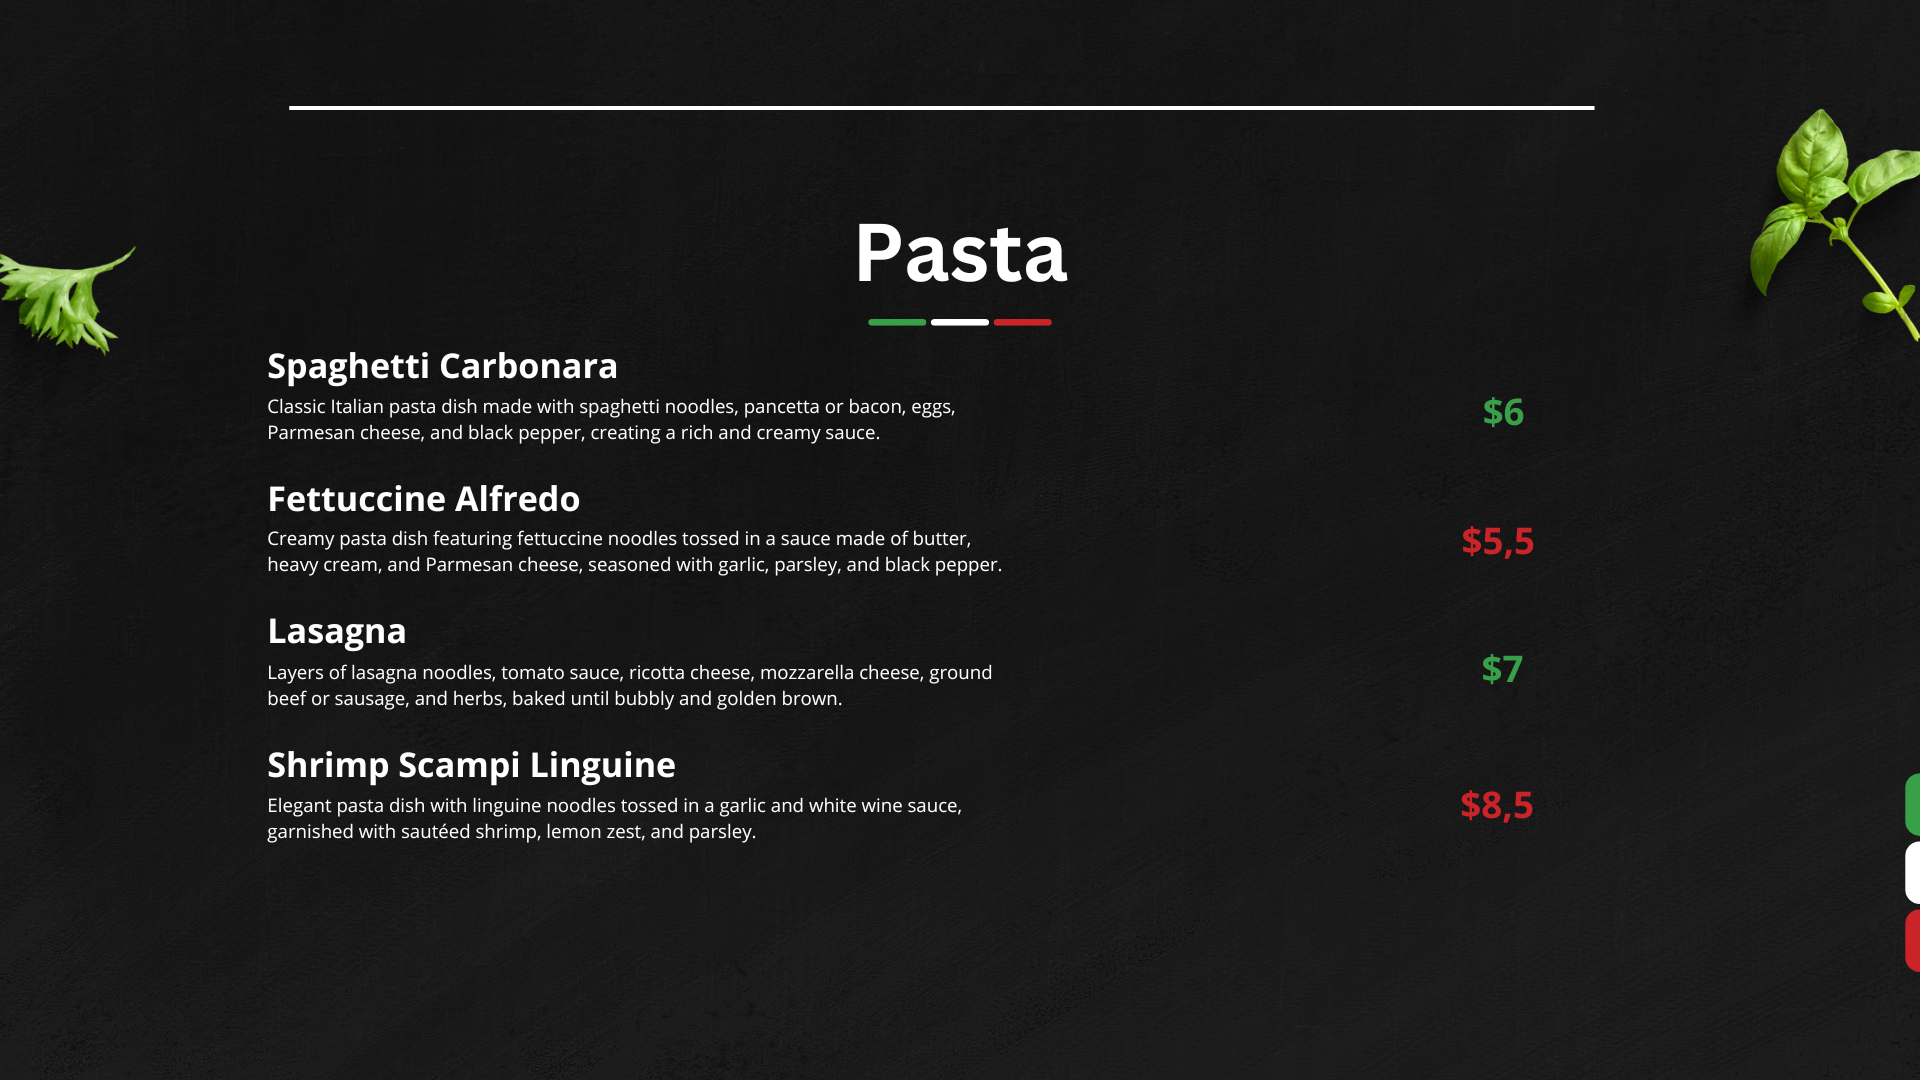 Pasta
Spaghetti Carbonara
Classic Italian pasta dish made with spaghetti noodles, pancetta or bacon, eggs,
Parmesan cheese, and black pepper, creating a rich and creamy sauce.
$6
Fettuccine Alfredo
Creamy pasta dish featuring fettuccine noodles tossed in a sauce made of butter,
heavy cream, and Parmesan cheese, seasoned with garlic, parsley, and black pepper.
$5,5
Lasagna
Layers of lasagna noodles, tomato sauce, ricotta cheese, mozzarella cheese, ground
beef or sausage, and herbs, baked until bubbly and golden brown.
$7
Shrimp Scampi Linguine
Elegant pasta dish with linguine noodles tossed in a garlic and white wine sauce,
garnished with sautéed shrimp, lemon zest, and parsley.
$8,5